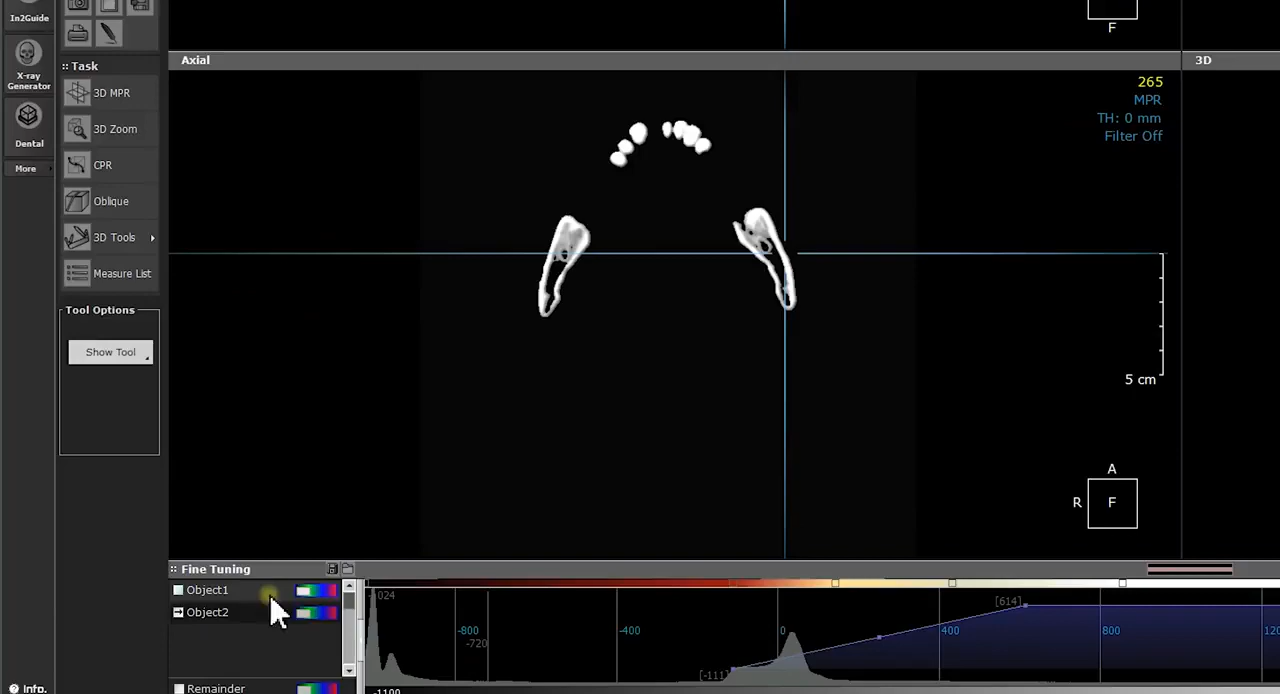 In2Guide
X-ray
Generator
Dental
More
:: Task
3D MPR
3D Zoom
CPR
Oblique
3D Tools
Measure List
Tool Options
Show Tool
F
Axial
3D
265
MPR
TH: 0 mm
Filter Off
5 cm
A
R
F
:: Fine Tuning
Object1
Object2
Remainder
1024
[614]
-800
-400
0
400
800
-720
[-111]
-1100
Info.